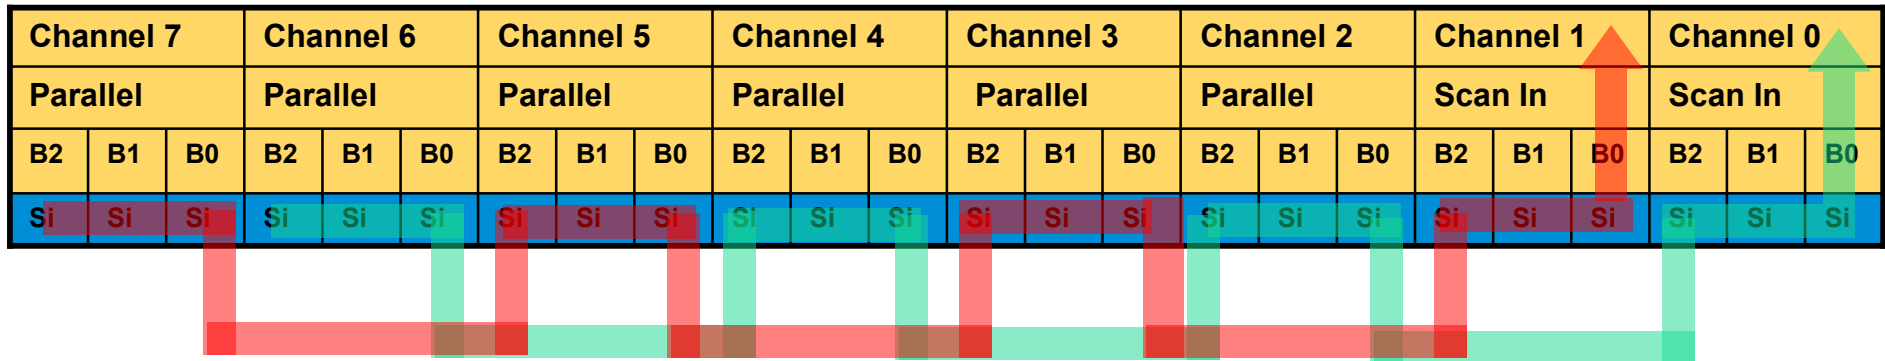 Channel 7 Channel 6 Channel 5 Channel 4 Channel 3 Channel 2 Channel 1 Channel 0
Parallel Parallel Parallel Parallel Parallel Parallel Scan In Scan In
B2 B1 B0 B2 B1 B0 B2 B1 B0 B2 B1 B0 B2 B1 B0 B2 B1 B0 B2 B1 B0 B2 B1 B0
Si Si Si Si Si Si Si Si Si Si Si Si Si Si Si Si Si Si Si Si Si Si Si Si